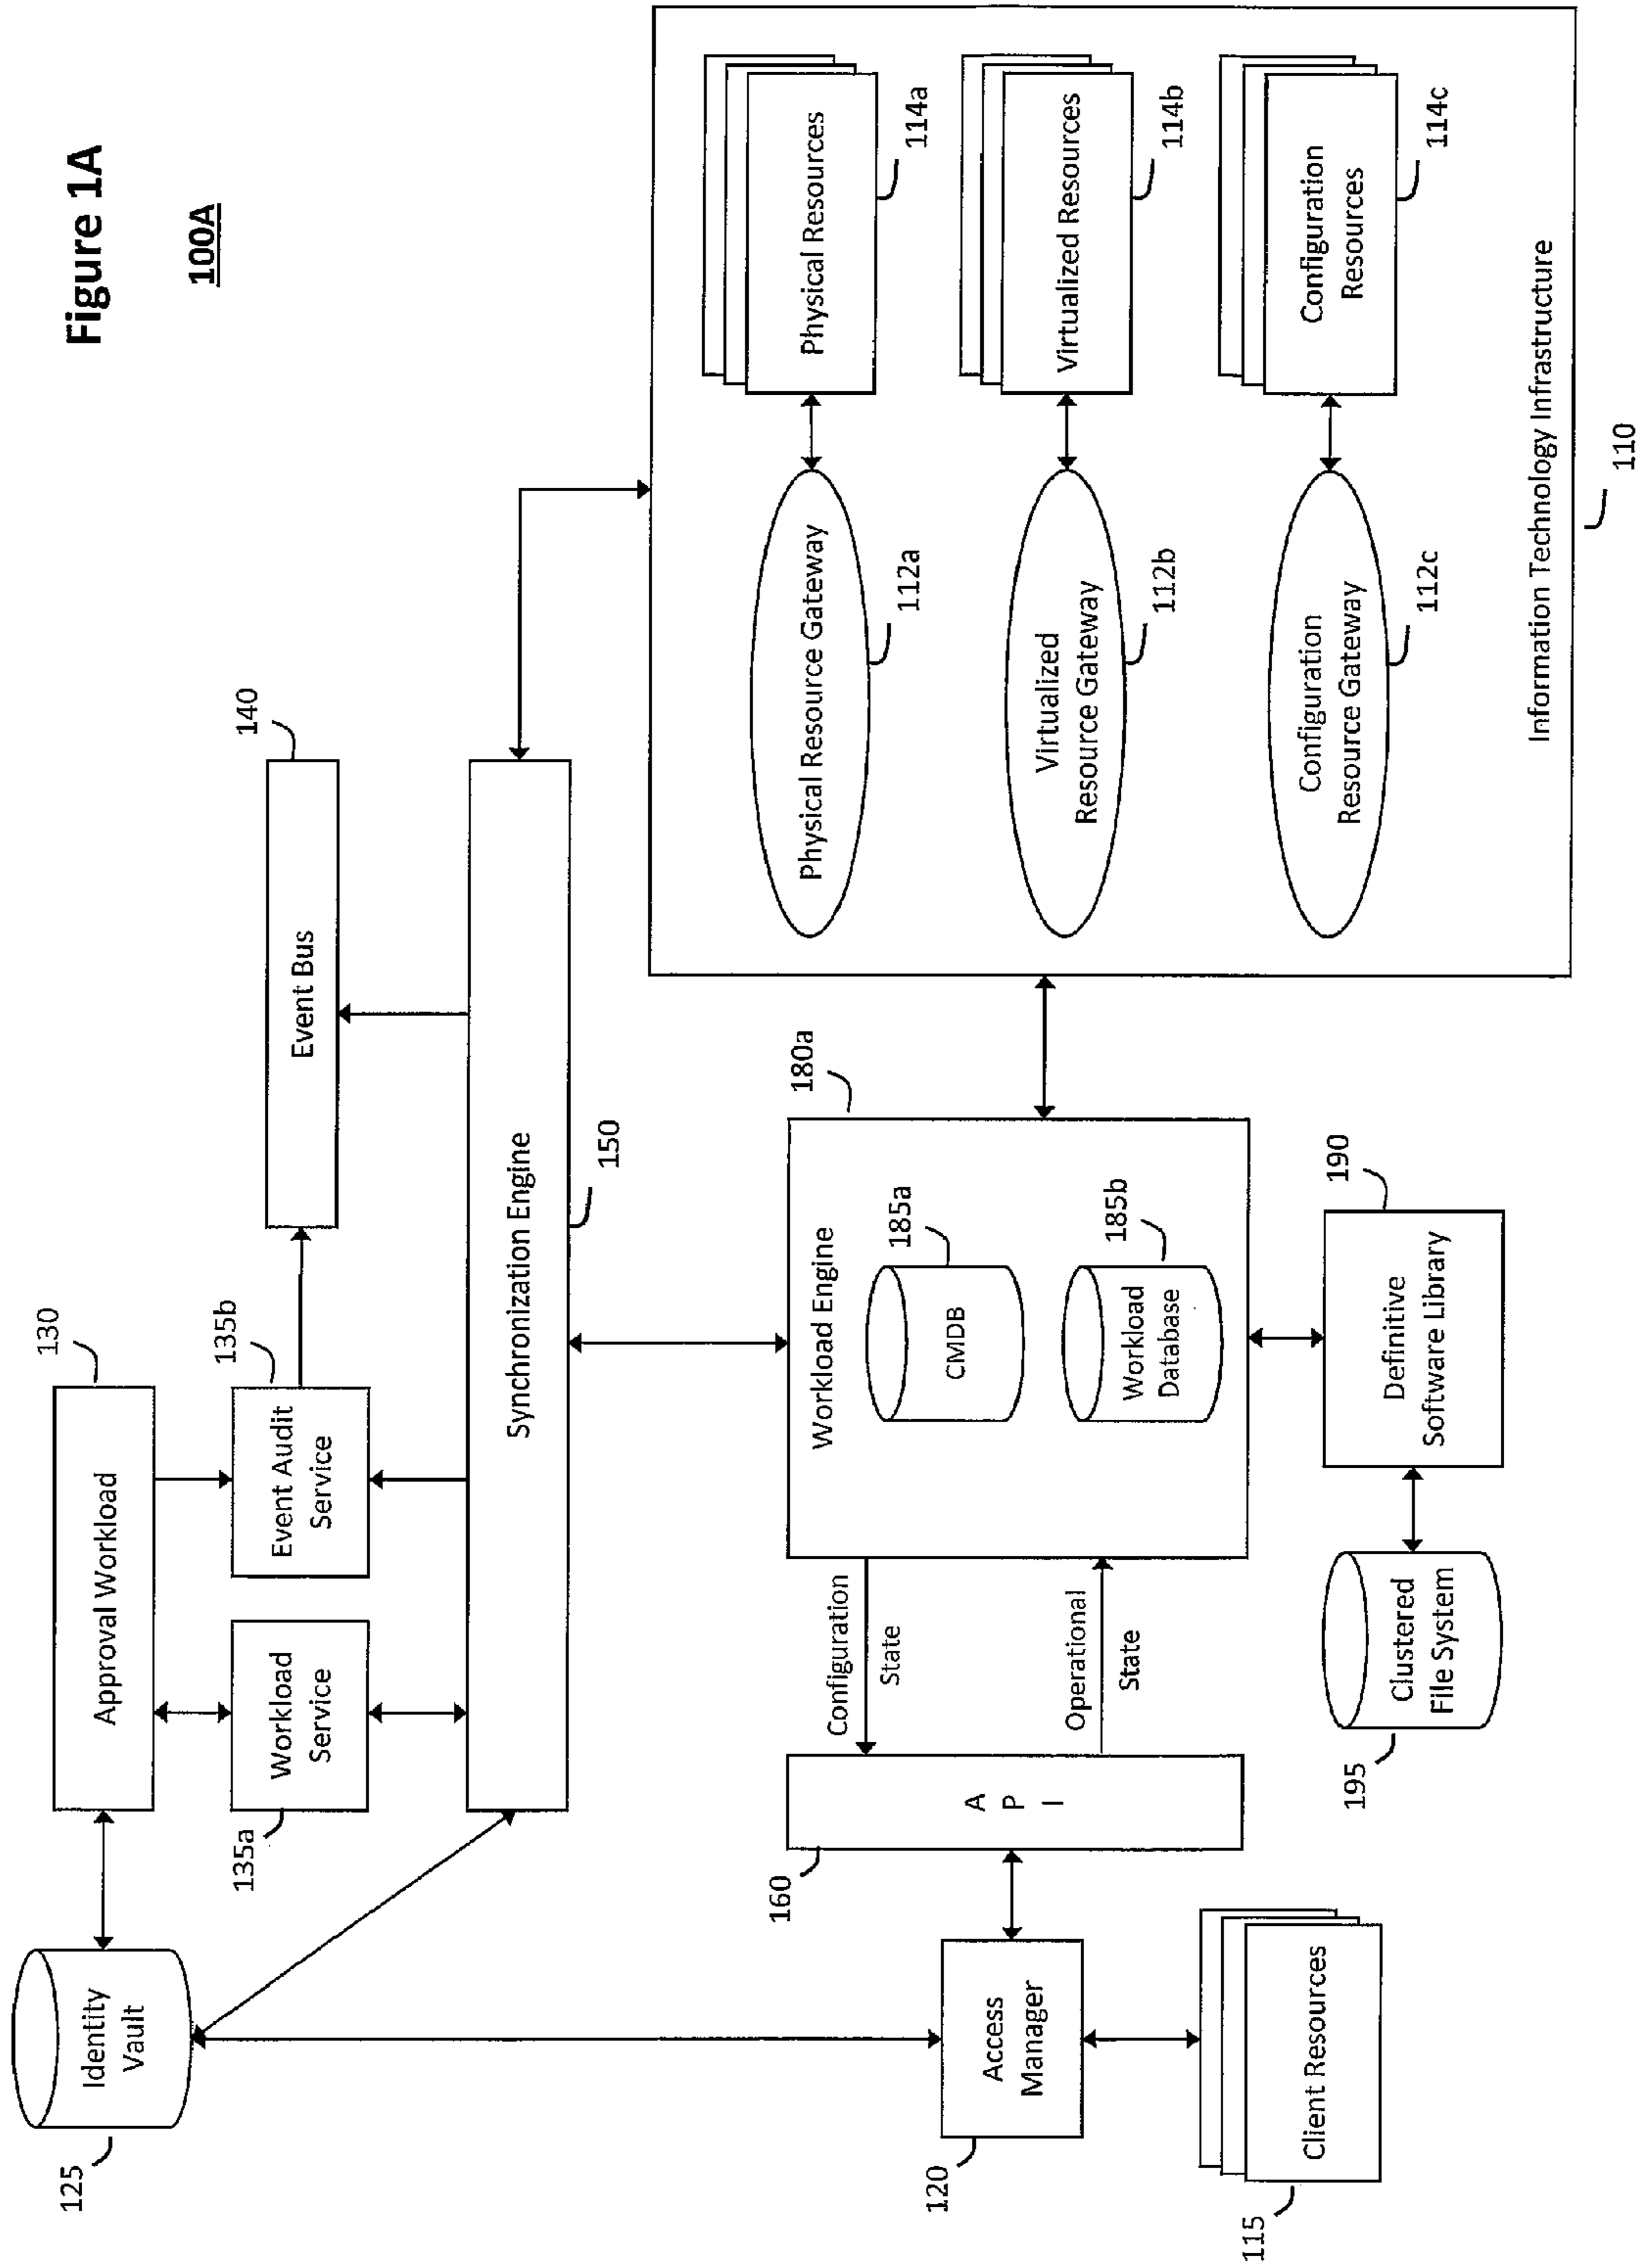 Figure 1A
100A
125
Identity
Vault
130
Approval Workload
135a
Workload
Service
135b
Event Audit
Service
140
Event Bus
Synchronization Engine
150
120
Access
Manager
115
Client Resources
160
A
P
I
Configuration
State
Operational
State
180a
Workload Engine
185a
CMDB
185b
Workload
Database
190
Definitive
Software Library
195
Clustered
File System
Physical Resource Gateway
112a
Physical Resources
114a
Virtualized
Resource Gateway
112b
Virtualized Resources
114b
Configuration
Resource Gateway
112c
Configuration
Resources
114c
Information Technology Infrastructure
110